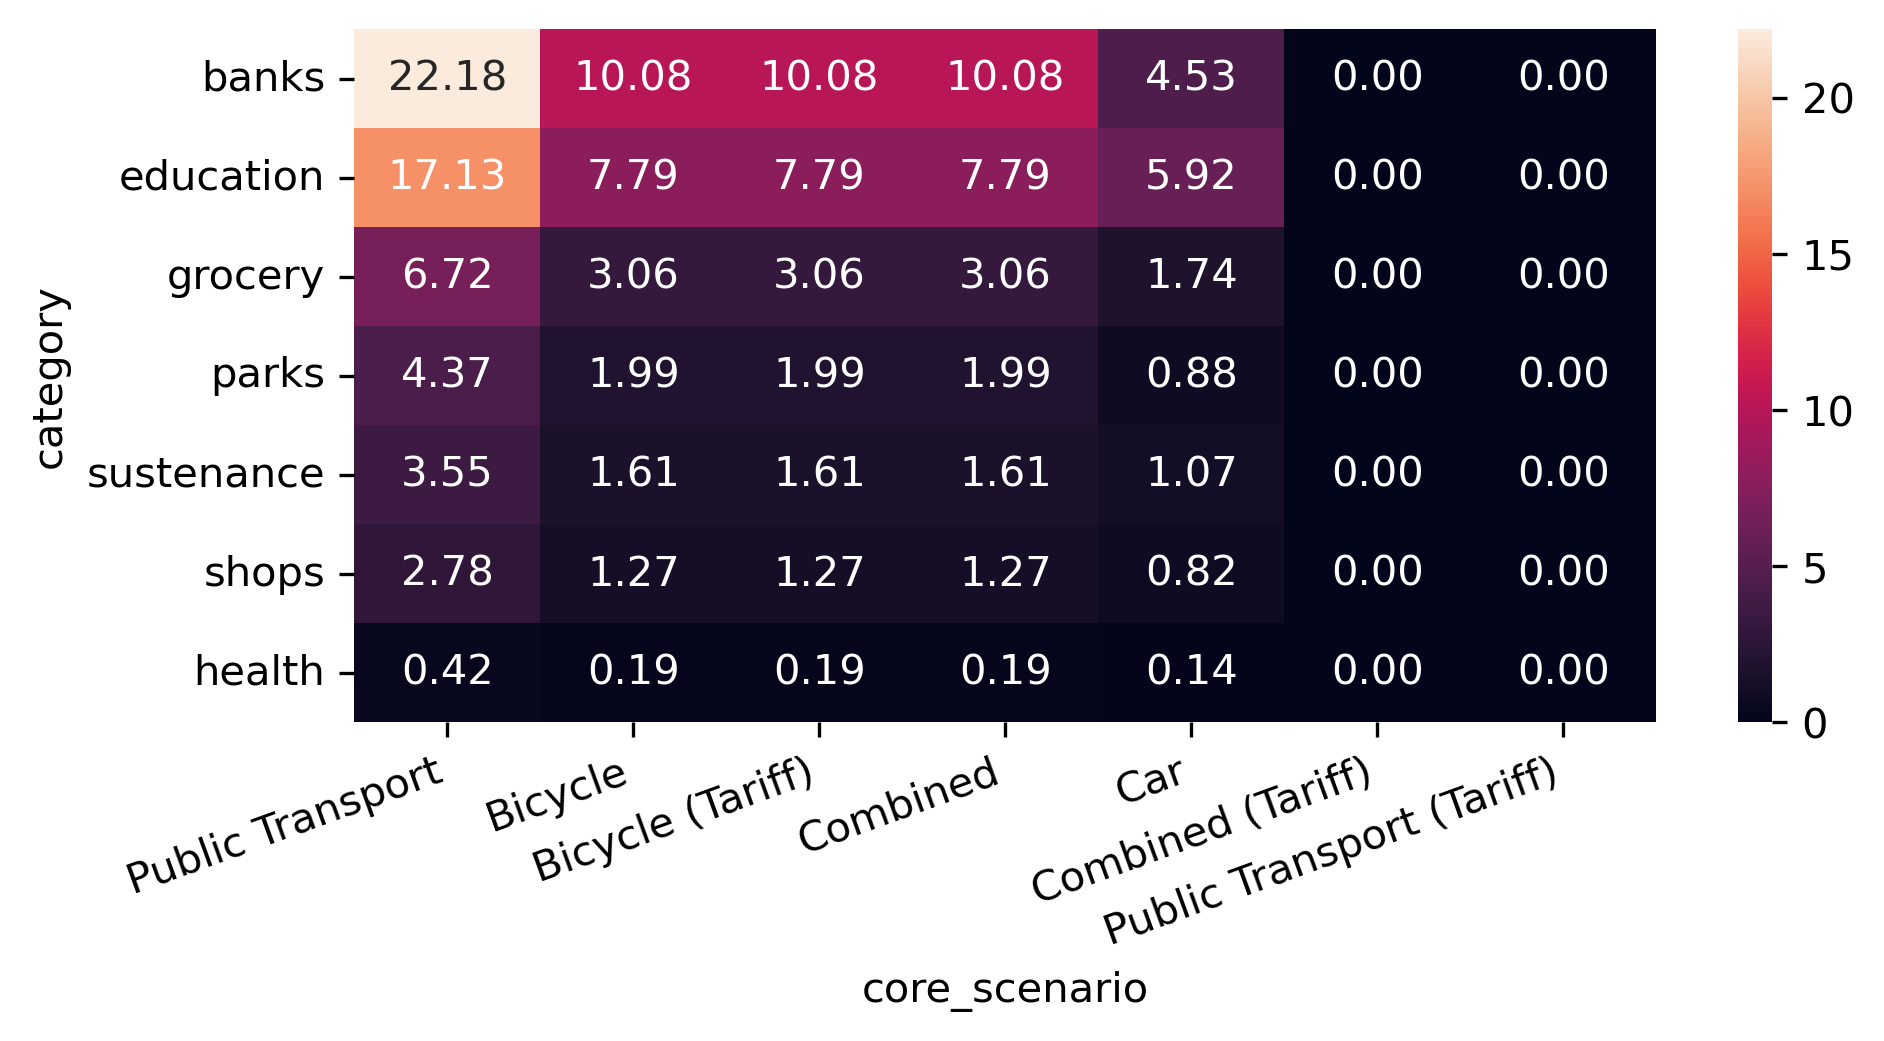 category
banks 22.18 10.08 10.08 10.08 4.53 0.00 0.00
education 17.13 7.79 7.79 7.79 5.92 0.00 0.00
grocery 6.72 3.06 3.06 3.06 1.74 0.00 0.00
parks 4.37 1.99 1.99 1.99 0.88 0.00 0.00
sustenance 3.55 1.61 1.61 1.61 1.07 0.00 0.00
shops 2.78 1.27 1.27 1.27 0.82 0.00 0.00
health 0.42 0.19 0.19 0.19 0.14 0.00 0.00
Public Transport
Bicycle
Bicycle (Tariff)
Combined
Car
Combined (Tariff)
Public Transport (Tariff)
core_scenario
20
15
10
5
0